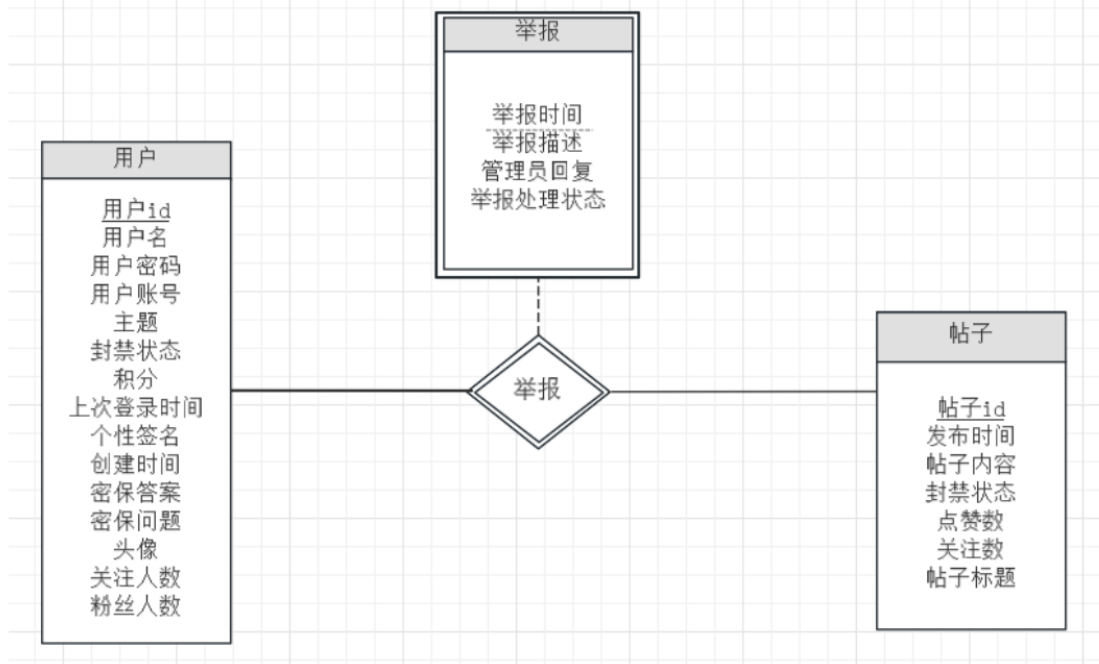 举报
举报时间
举报描述
管理员回复
举报处理状态
用户
用户id
用户名
用户密码
用户账号
主题
封禁状态
积分
上次登录时间
个性签名
创建时间
密保答案
密保问题
头像
关注人数
粉丝人数
举报
帖子
帖子id
发布时间
帖子内容
封禁状态
点赞数
关注数
帖子标题